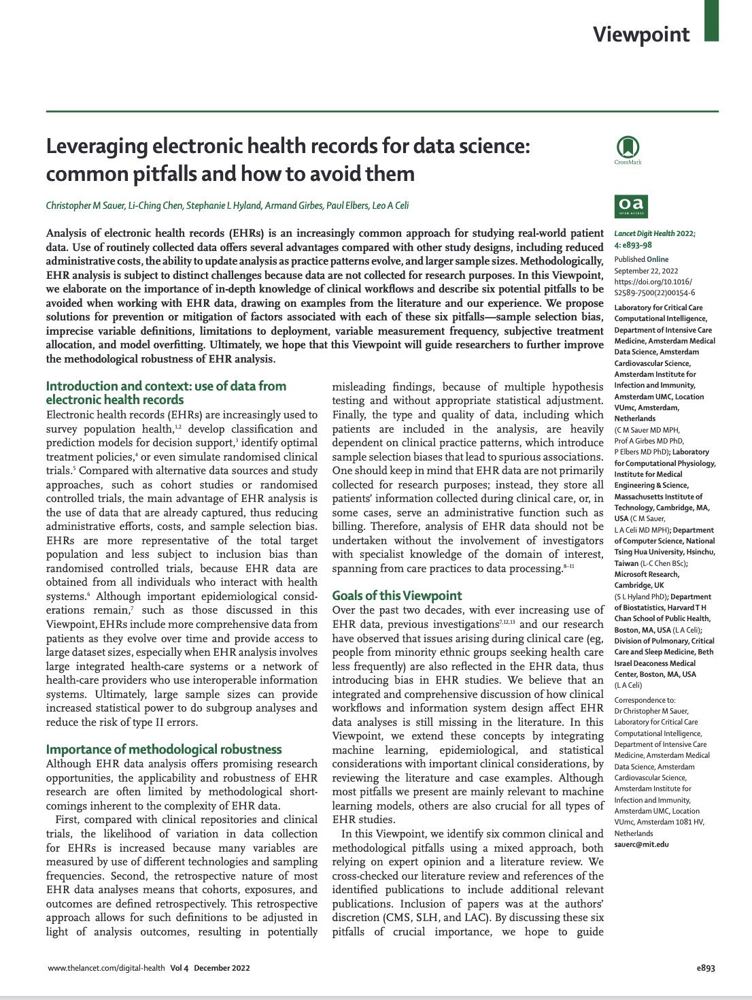 Viewpoint
Leveraging electronic health records for data science:
common pitfalls and how to avoid them
Christopher M Sauer, Li-Ching Chen, Stephanie L Hyland, Armand Girbes, Paul Elbers, Leo A Celi
Analysis of electronic health records (EHRs) is an increasingly common approach for studying real-world patient
data. Use of routinely collected data offers several advantages compared with other study designs, including reduced
administrative costs, the ability to update analysis as practice patterns evolve, and larger sample sizes. Methodologically,
EHR analysis is subject to distinct challenges because data are not collected for research purposes. In this Viewpoint,
we elaborate on the importance of in-depth knowledge of clinical workflows and describe six potential pitfalls to be
avoided when working with EHR data, drawing on examples from the literature and our experience. We propose
solutions for prevention or mitigation of factors associated with each of these six pitfalls—sample selection bias,
imprecise variable definitions, limitations to deployment, variable measurement frequency, subjective treatment
allocation, and model overfitting. Ultimately, we hope that this Viewpoint will guide researchers to further improve
the methodological robustness of EHR analysis.
Introduction and context: use of data from
electronic health records
Electronic health records (EHRs) are increasingly used to
survey population health,1,2 develop classification and
prediction models for decision support,3 identify optimal
treatment policies,4 or even simulate randomised clinical
trials.5 Compared with alternative data sources and study
approaches, such as cohort studies or randomised
controlled trials, the main advantage of EHR analysis is
the use of data that are already captured, thus reducing
administrative efforts, costs, and sample selection bias.
EHRs are more representative of the total target
population and less subject to inclusion bias than
randomised controlled trials, because EHR data are
obtained from all individuals who interact with health
systems.6 Although important epidemiological consid-
erations remain,7 such as those discussed in this
Viewpoint, EHRs include more comprehensive data from
patients as they evolve over time and provide access to
large dataset sizes, especially when EHR analysis involves
large integrated health-care systems or a network of
health-care providers who use interoperable information
systems. Ultimately, large sample sizes can provide
increased statistical power to do subgroup analyses and
reduce the risk of type II errors.
Importance of methodological robustness
Although EHR data analysis offers promising research
opportunities, the applicability and robustness of EHR
research are often limited by methodological short-
comings inherent to the complexity of EHR data.
First, compared with clinical repositories and clinical
trials, the likelihood of variation in data collection
for EHRs is increased because many variables are
measured by use of different technologies and sampling
frequencies. Second, the retrospective nature of most
EHR data analyses means that cohorts, exposures, and
outcomes are defined retrospectively. This retrospective
approach allows for such definitions to be adjusted in
light of analysis outcomes, resulting in potentially
misleading findings, because of multiple hypothesis
testing and without appropriate statistical adjustment.
Finally, the type and quality of data, including which
patients are included in the analysis, are heavily
dependent on clinical practice patterns, which introduce
sample selection biases that lead to spurious associations.
One should keep in mind that EHR data are not primarily
collected for research purposes; instead, they store all
patients’ information collected during clinical care, or, in
some cases, serve an administrative function such as
billing. Therefore, analysis of EHR data should not be
undertaken without the involvement of investigators
with specialist knowledge of the domain of interest,
spanning from care practices to data processing.8–11
Goals of this Viewpoint
Over the past two decades, with ever increasing use of
EHR data, previous investigations7,12,13 and our research
have observed that issues arising during clinical care (eg,
people from minority ethnic groups seeking health care
less frequently) are also reflected in the EHR data, thus
introducing bias in EHR studies. We believe that an
integrated and comprehensive discussion of how clinical
workflows and information system design affect EHR
data analyses is still missing in the literature. In this
Viewpoint, we extend these concepts by integrating
machine learning, epidemiological, and statistical
considerations with important clinical considerations, by
reviewing the literature and case examples. Although
most pitfalls we present are mainly relevant to machine
learning models, others are also crucial for all types of
EHR studies.
In this Viewpoint, we identify six common clinical and
methodological pitfalls using a mixed approach, both
relying on expert opinion and a literature review. We
cross-checked our literature review and references of the
identified publications to include additional relevant
publications. Inclusion of papers was at the authors’
discretion (CMS, SLH, and LAC). By discussing these six
pitfalls of crucial importance, we hope to guide
CrossMark
oa
OPEN ACCESS
Lancet Digit Health 2022;
4: e893–98
Published Online
September 22, 2022
https://doi.org/10.1016/
S2589-7500(22)00154-6
Laboratory for Critical Care
Computational Intelligence,
Department of Intensive Care
Medicine, Amsterdam Medical
Data Science, Amsterdam
Cardiovascular Science,
Amsterdam Institute for
Infection and Immunity,
Amsterdam UMC, Location
VUmc, Amsterdam,
Netherlands
(C M Sauer MD MPH,
Prof A Girbes MD PhD,
P Elbers MD PhD); Laboratory
for Computational Physiology,
Institute for Medical
Engineering & Science,
Massachusetts Institute of
Technology, Cambridge, MA,
USA (C M Sauer,
L A Celi MD MPH); Department
of Computer Science, National
Tsing Hua University, Hsinchu,
Taiwan (L-C Chen BSc);
Microsoft Research,
Cambridge, UK
(S L Hyland PhD); Department
of Biostatistics, Harvard T H
Chan School of Public Health,
Boston, MA, USA (L A Celi);
Division of Pulmonary, Critical
Care and Sleep Medicine, Beth
Israel Deaconess Medical
Center, Boston, MA, USA
(L A Celi)
Correspondence to:
Dr Christopher M Sauer,
Laboratory for Critical Care
Computational Intelligence,
Department of Intensive Care
Medicine, Amsterdam Medical
Data Science, Amsterdam
Cardiovascular Science,
Amsterdam Institute for
Infection and Immunity,
Amsterdam UMC, Location
VUmc, Amsterdam 1081 HV,
Netherlands
sauerc@mit.edu
www.thelancet.com/digital-health Vol 4 December 2022
e893